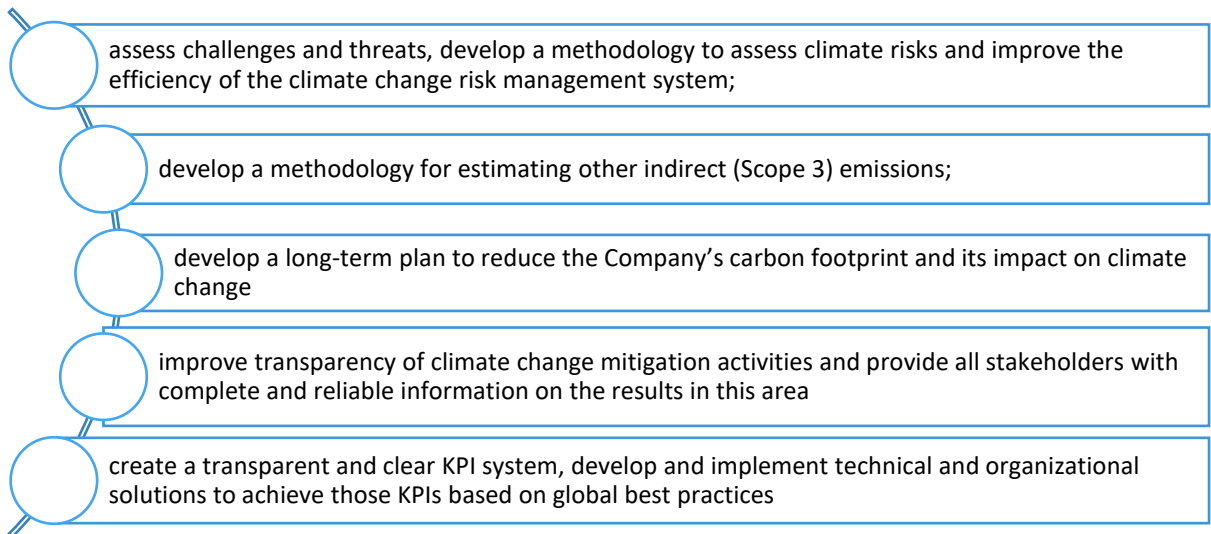 assess challenges and threats, develop a methodology to assess climate risks and improve the
efficiency of the climate change risk management system;
develop a methodology for estimating other indirect (Scope 3) emissions;
develop a long-term plan to reduce the Company’s carbon footprint and its impact on climate
change
improve transparency of climate change mitigation activities and provide all stakeholders with
complete and reliable information on the results in this area
create a transparent and clear KPI system, develop and implement technical and organizational
solutions to achieve those KPIs based on global best practices